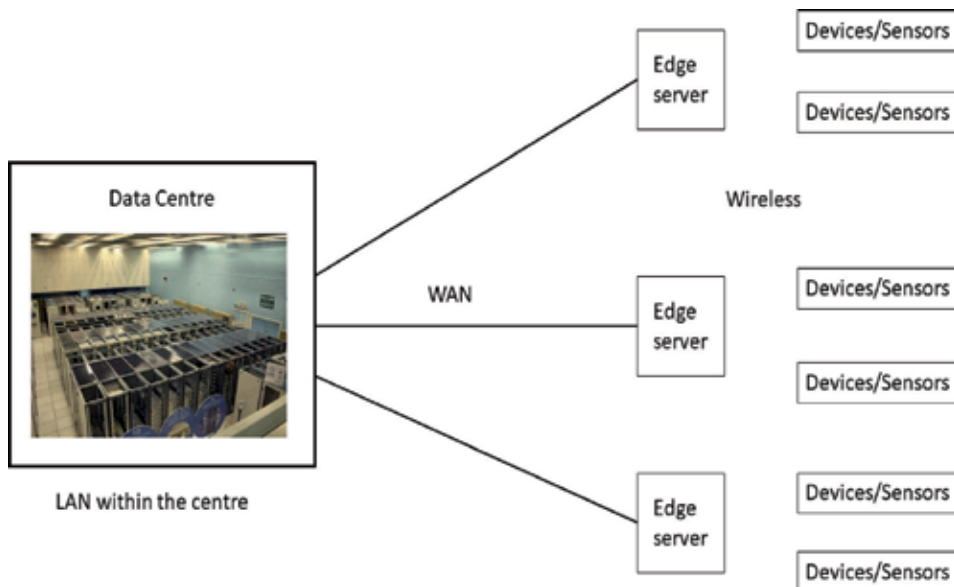 Devices/Sensors
Edge
server
Devices/Sensors
Data Centre
Wireless
WAN
Edge
server
Devices/Sensors
Devices/Sensors
LAN within the centre
Edge
server
Devices/Sensors
Devices/Sensors